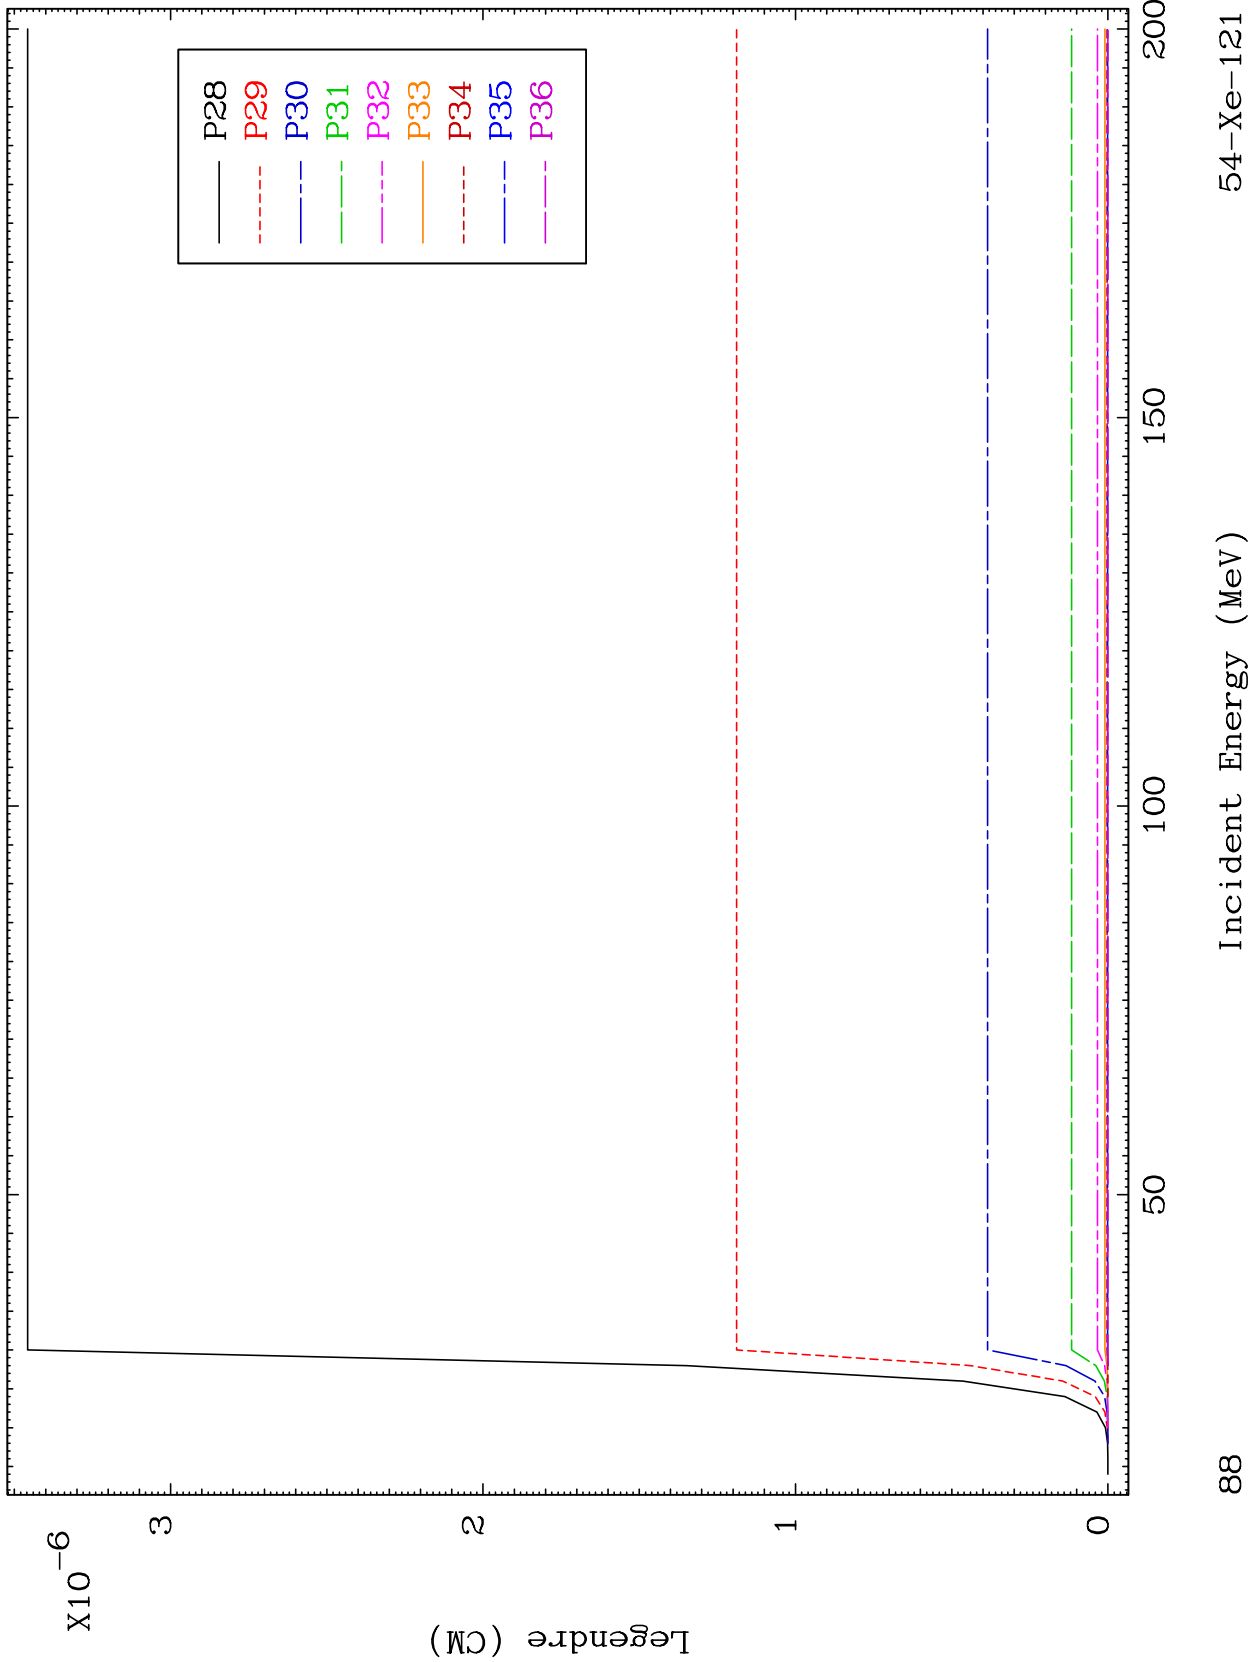 X10-6
3
2
1
0
Legendre (CM)
P28
P29
P30
P31
P32
P33
P34
P35
P36
50
100
150
200
Incident Energy (MeV)
88
54-Xe-121